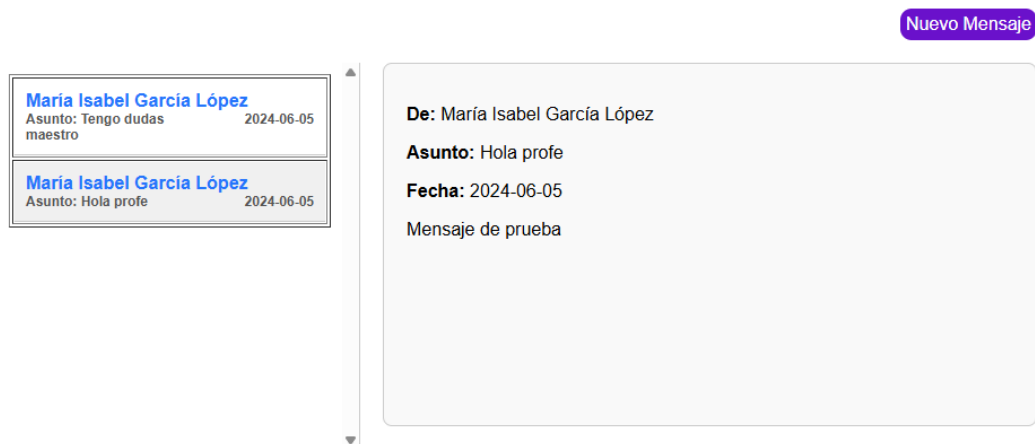 Nuevo Mensaje
María Isabel García López
Asunto: Tengo dudas maestro 2024-06-05
María Isabel García López
Asunto: Hola profe 2024-06-05
De: María Isabel García López
Asunto: Hola profe
Fecha: 2024-06-05
Mensaje de prueba